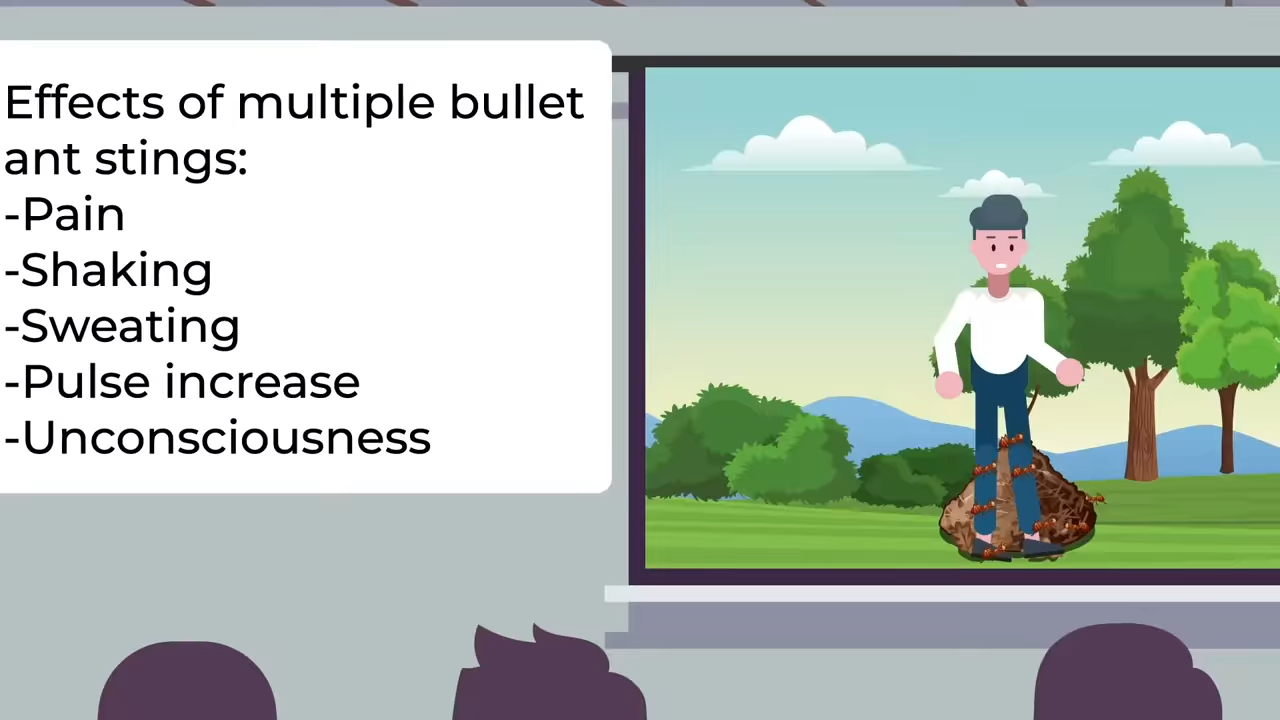 Effects of multiple bullet
ant stings:
-Pain
-Shaking
-Sweating
-Pulse increase
-Unconsciousness